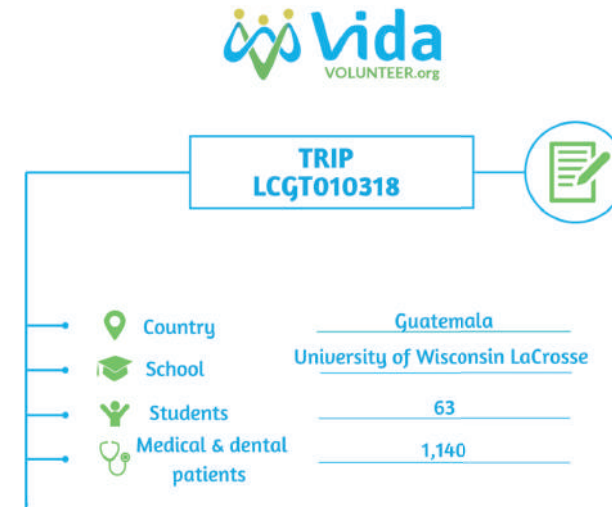 Vida
VOLUNTEER.org
TRIP
LCGT010318
Country Guatemala
School University of Wisconsin LaCrosse
Students 63
Medical & dental 1,140
patients